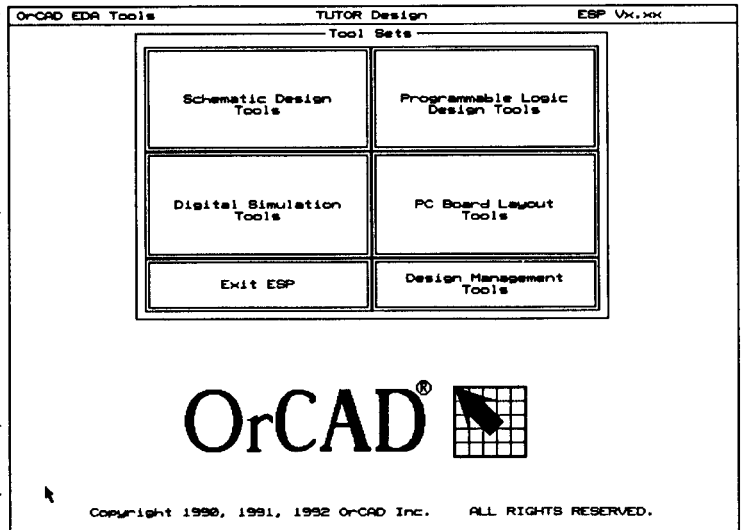 OrCAD EDA Tools TUTOR Design ESP Vx.xx
Tool Sets
Schematic Design
Tools
Programmable Logic
Design Tools
Digital Simulation
Tools
PC Board Layout
Tools
Exit ESP
Design Management
Tools
OrCAD®
Copyright 1990, 1991, 1992 OrCAD Inc. ALL RIGHTS RESERVED.